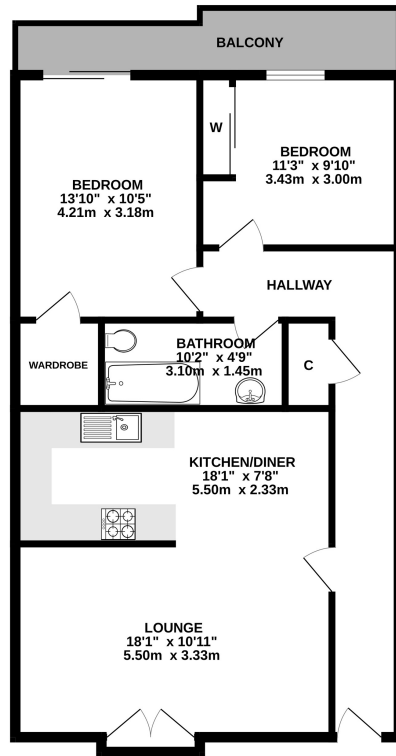 BALCONY
W
BEDROOM
11'3" x 9'10"
3.43m x 3.00m
BEDROOM
13'10" x 10'5"
4.21m x 3.18m
HALLWAY
BATHROOM
10'2" x 4'9"
3.10m x 1.45m
WARDROBE
C
KITCHEN/DINER
18'1" x 7'8"
5.50m x 2.33m
LOUNGE
18'1" x 10'11"
5.50m x 3.33m